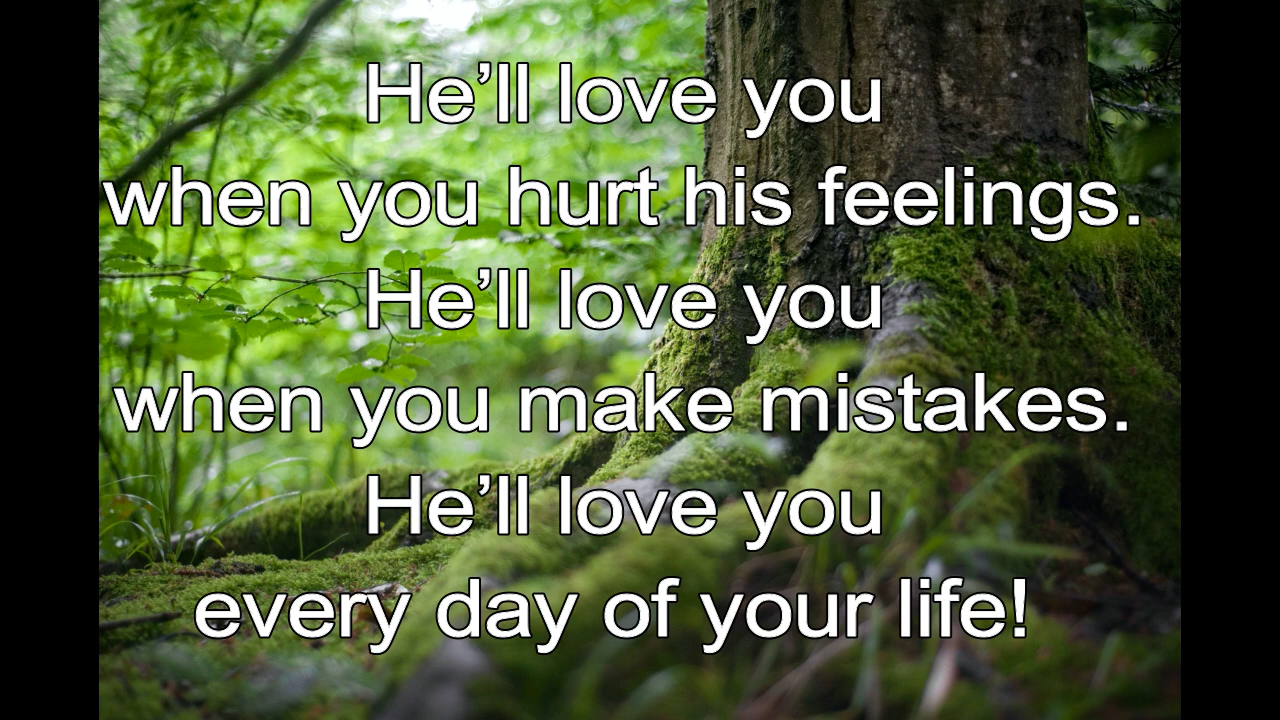 He’ll love you
when you hurt his feelings.
He’ll love you
when you make mistakes.
He’ll love you
every day of your life!